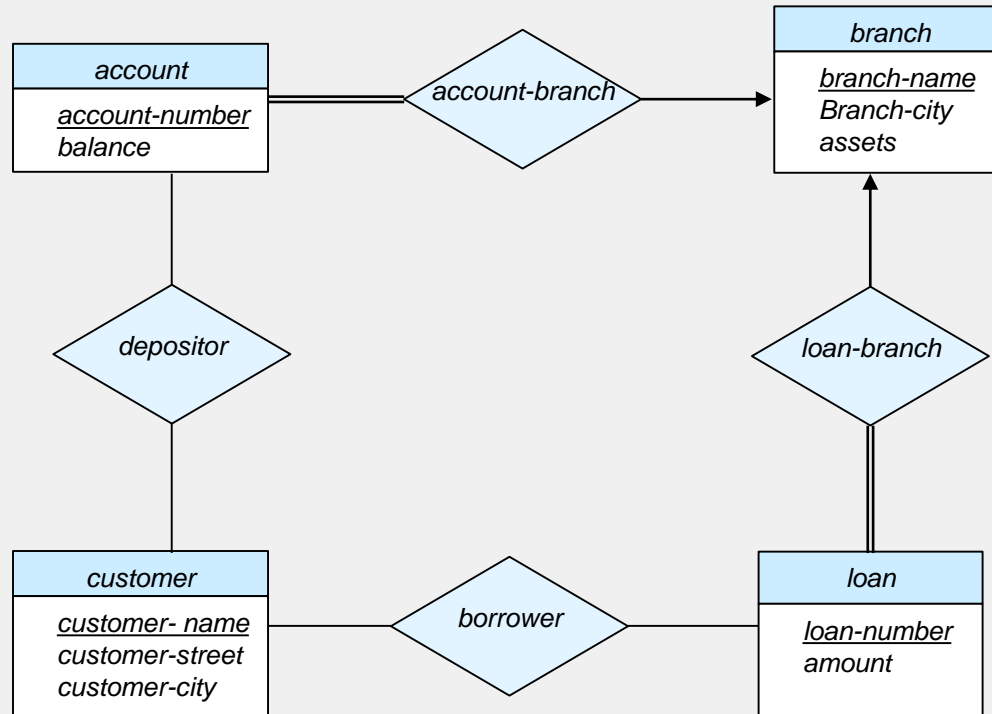 branch
account
account-branch
branch-name
Branch-city
assets
account-number
balance
depositor
loan-branch
customer
borrower
loan
customer- name
customer-street
customer-city
loan-number
amount